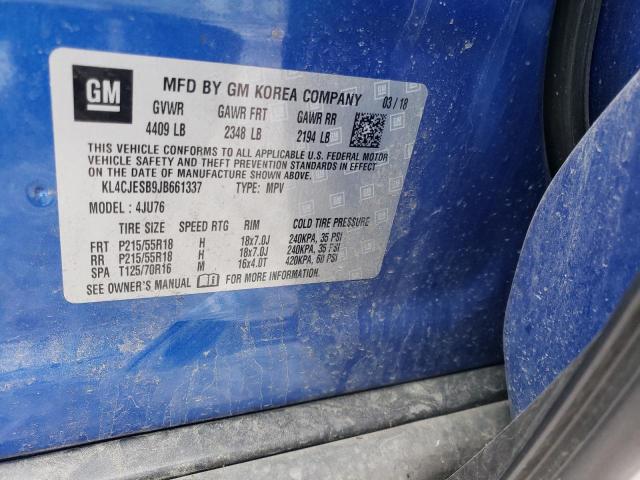 GM
MFD BY GM KOREA COMPANY 03/18
GVWR GAWR FRT GAWR RR
4409 LB 2348 LB 2194 LB
THIS VEHICLE CONFORMS TO ALL APPLICABLE U.S. FEDERAL MOTOR
VEHICLE SAFETY AND THEFT PREVENTION STANDARDS IN EFFECT
ON THE DATE OF MANUFACTURE SHOWN ABOVE.
KL4CJESB9JB661337 TYPE: MPV
MODEL : 4JU76
TIRE SIZE SPEED RTG RIM COLD TIRE PRESSURE
FRT P215/55R18 H 18x7.0J 240KPA, 35 PSI
RR P215/55R18 H 18x7.0J 240KPA, 35 PSI
SPA T125/70R16 M 16x4.0T 420KPA, 60 PSI
SEE OWNER'S MANUAL FOR MORE INFORMATION.